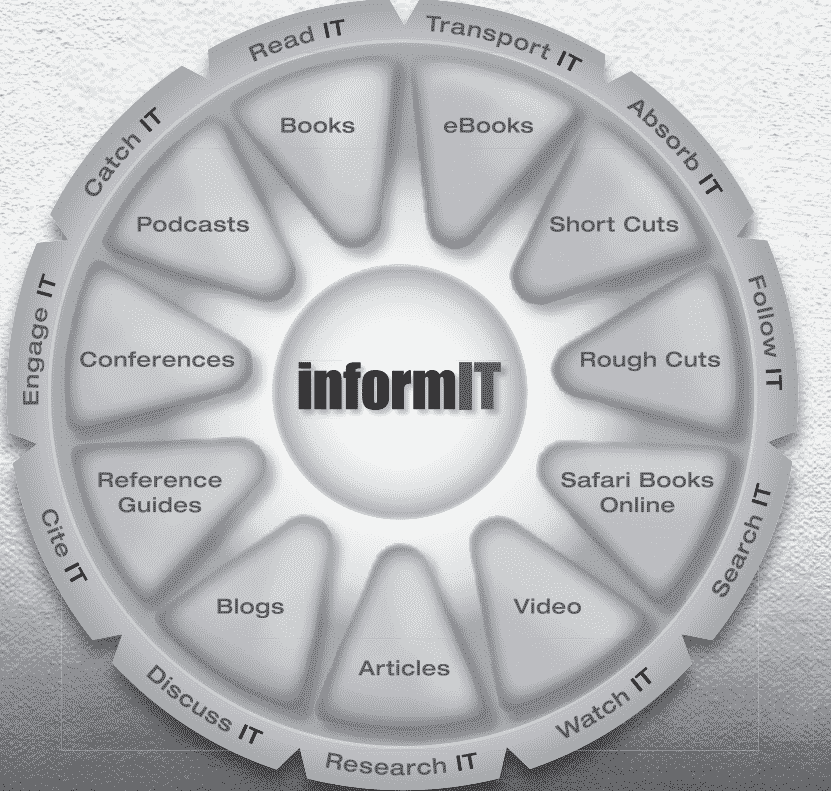 Read IT
Transport IT
Absorb IT
Follow IT
Search IT
Watch IT
Research IT
Discuss IT
Cite IT
Engage IT
Catch IT
Books
eBooks
Short Cuts
Rough Cuts
Safari Books
Online
Video
Articles
Blogs
Reference
Guides
Conferences
Podcasts
informIT